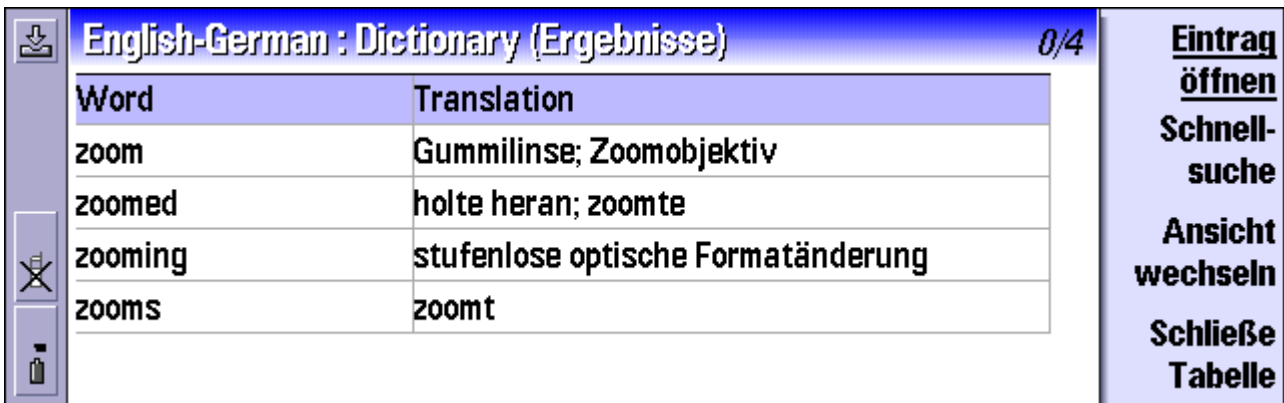 English-German : Dictionary (Ergebnisse) 0/4
Word Translation
zoom Gummilinse; Zoomobjektiv
zoomed holte heran; zoomte
zooming stufenlose optische Formatänderung
zooms zoomt
Eintrag
öffnen
Schnell-
suche
Ansicht
wechseln
Schließe
Tabelle